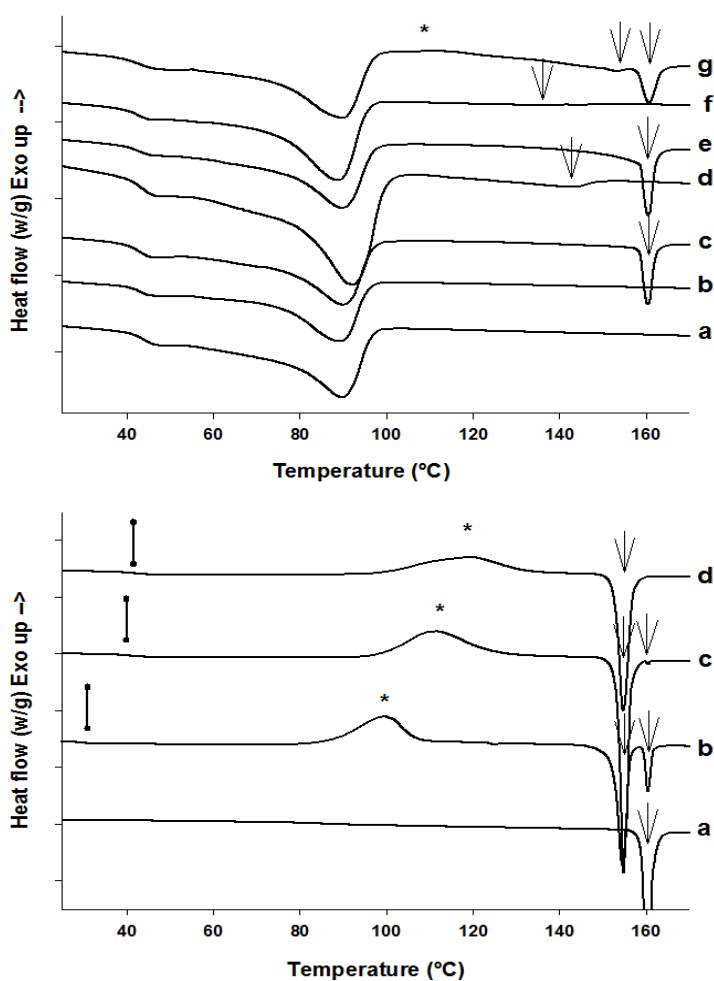 *
g
f
e
d
c
b
a
Heat flow (w/g) Exo up -->
40 60 80 100 120 140 160
Temperature (ºC)
*
d
*
c
*
b
a
Heat flow (w/g) Exo up -->
40 60 80 100 120 140 160
Temperature (ºC)